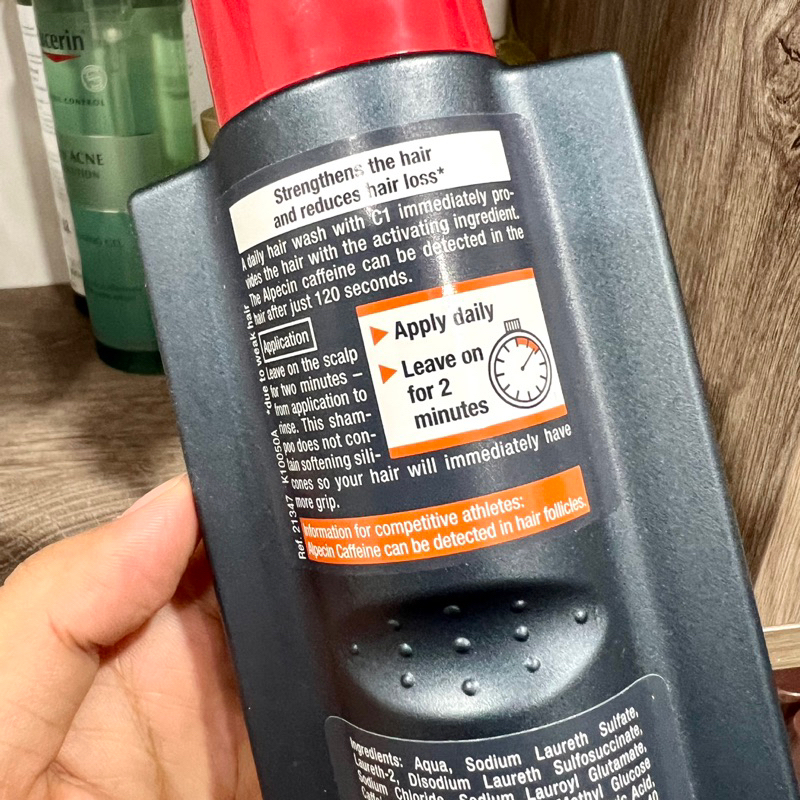 ucerin
ACNE
Strengthens the hair
and reduces hair loss*
A daily hair wash with C1 immediately pro-
vides the hair with the activating ingredient.
The Alpecin caffeine can be detected in the
hair after just 120 seconds.
Application
Leave on the scalp
for two minutes –
from application to
rinse. This sham-
poo does not con-
tain softening sili-
cones so your hair will immediately have
more grip.
Apply daily
Leave on
for 2
minutes
*due to weak hair
Ref. 21347 K10050A
Information for competitive athletes:
Alpecin Caffeine can be detected in hair follicles.
Ingredients: Aqua, Sodium Laureth Sulfate,
Laureth-2, Disodium Laureth Sulfosuccinate,
Sodium Chloride, Sodium Lauroyl Glutamate,
Glucose
Acid,